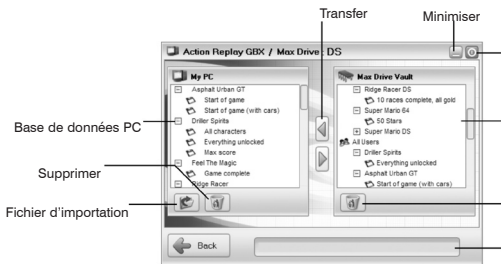 Transfer
Minimiser
Action Replay GBX / Max Drive : DS
My PC
Asphalt Urban GT
Start of game
Start of game (with cars)
Driller Spirits
All characters
Everything unlocked
Max score
Feel The Magic
Game complete
Ridge Racer
Max Drive Vault
Ridge Racer DS
10 races complete, all gold
Super Mario 64
50 Stars
Super Mario DS
All Users
Driller Spirits
Everything unlocked
Asphalt Urban GT
Start of game (with cars)
Base de données PC
Supprimer
Fichier d'importation
Back